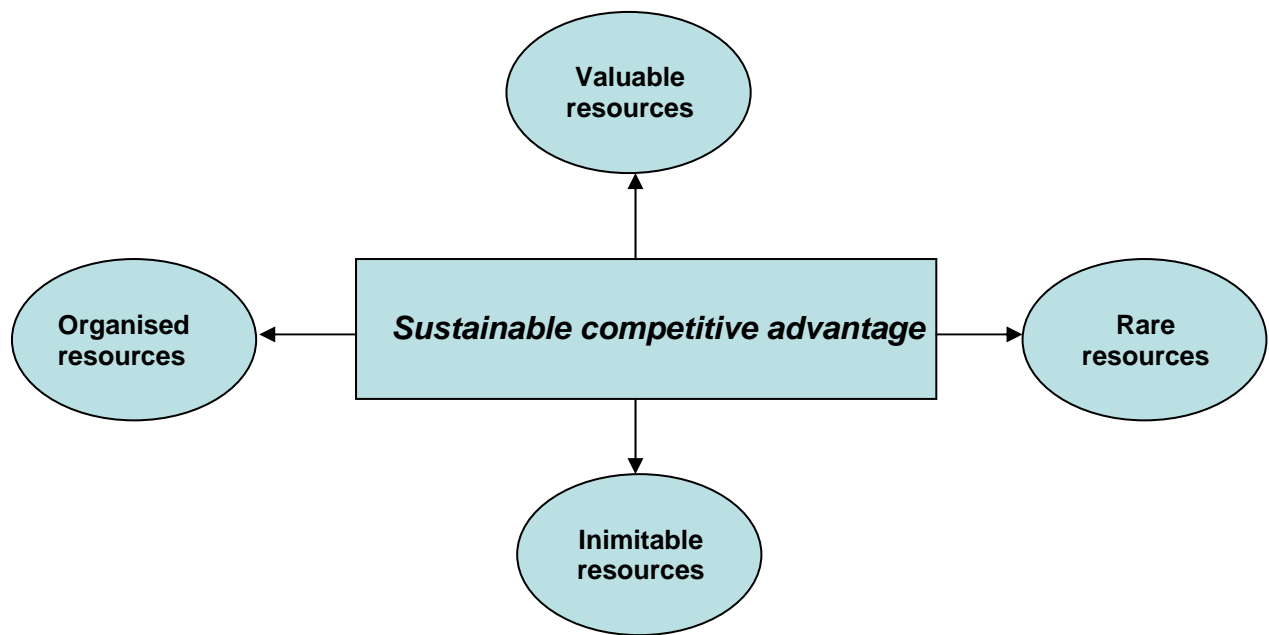 Valuable
resources
Organised
resources
Sustainable competitive advantage
Rare
resources
Inimitable
resources